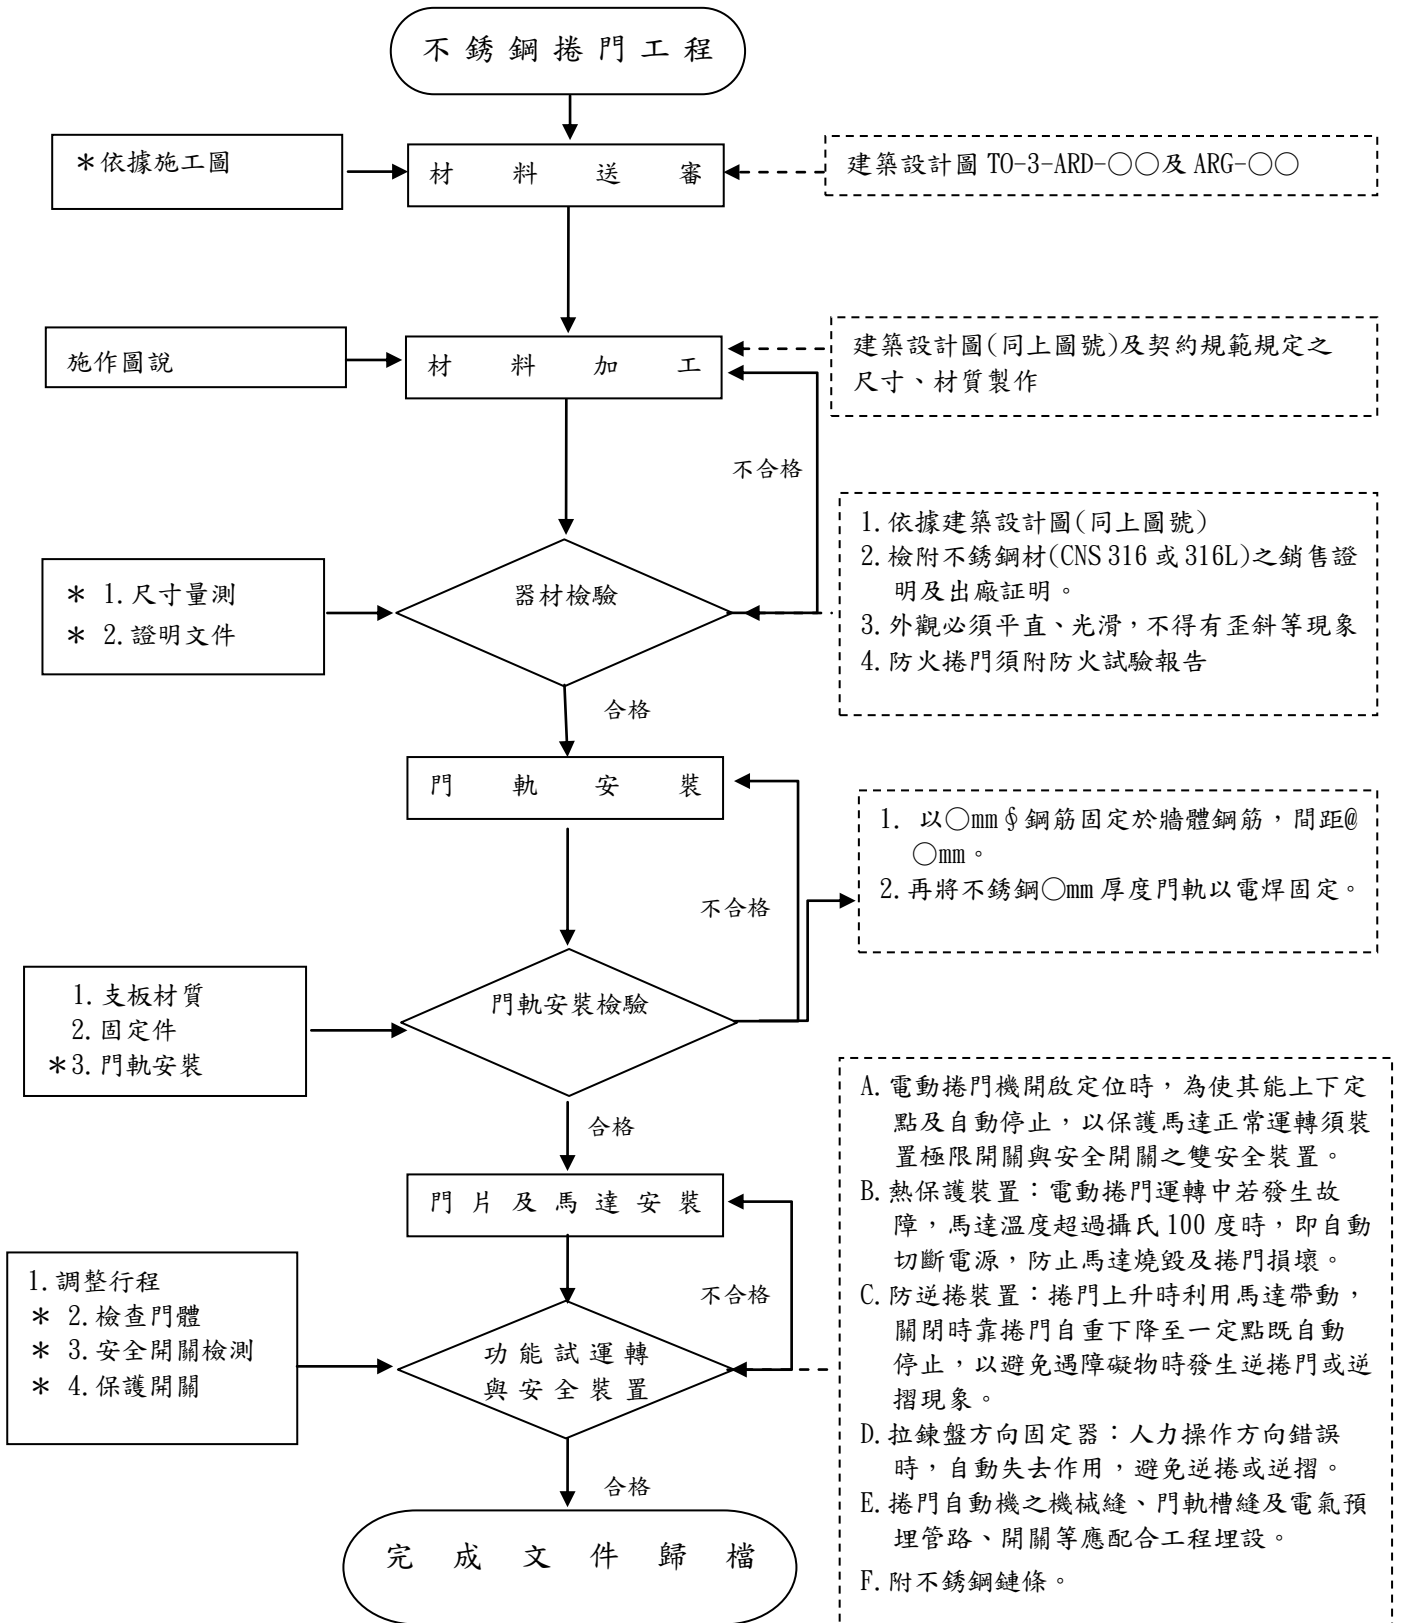 不銹鋼捲門工程
＊依據施工圖
材料送審
建築設計圖 TO-3-ARD-○○及 ARG-○○
施作圖說
材料加工
建築設計圖(同上圖號)及契約規範規定之
尺寸、材質製作
不合格
＊ 1.尺寸量測
＊ 2.證明文件
器材檢驗
1.依據建築設計圖(同上圖號)
2.檢附不銹鋼材(CNS 316 或 316L)之銷售證
明及出廠証明。
3.外觀必須平直、光滑，不得有歪斜等現象
4.防火捲門須附防火試驗報告
合格
門軌安裝
1. 以○mm∮鋼筋固定於牆體鋼筋，間距@
○mm。
2.再將不銹鋼○mm 厚度門軌以電焊固定。
不合格
1.支板材質
2.固定件
＊3.門軌安裝
門軌安裝檢驗
合格
門片及馬達安裝
不合格
1.調整行程
＊ 2.檢查門體
＊ 3.安全開關檢測
＊ 4.保護開關
功能試運轉
與安全裝置
A.電動捲門機開啟定位時，為使其能上下定
點及自動停止，以保護馬達正常運轉須裝
置極限開關與安全開關之雙安全裝置。
B.熱保護裝置：電動捲門運轉中若發生故
障，馬達溫度超過攝氏 100 度時，即自動
切斷電源，防止馬達燒毀及捲門損壞。
C.防逆捲裝置：捲門上升時利用馬達帶動，
關閉時靠捲門自重下降至一定點既自動
停止，以避免遇障礙物時發生逆捲門或逆
摺現象。
D.拉鍊盤方向固定器：人力操作方向錯誤
時，自動失去作用，避免逆捲或逆摺。
E.捲門自動機之機械縫、門軌槽縫及電氣預
埋管路、開關等應配合工程埋設。
F.附不銹鋼鏈條。
合格
完成文件歸檔